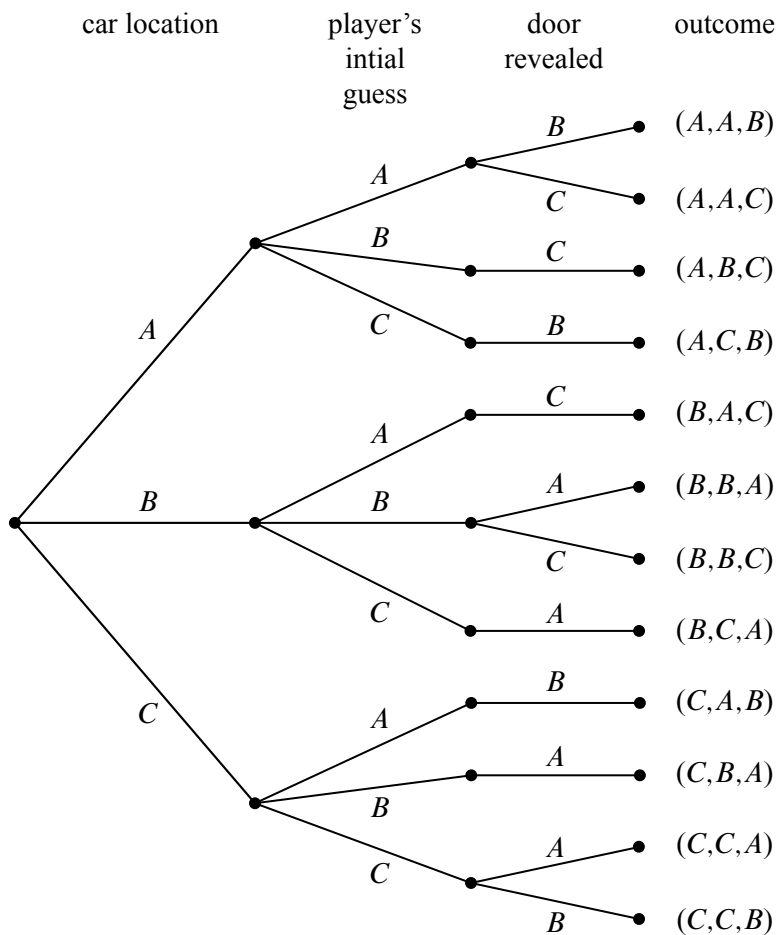 car location
player's
intial
guess
door
revealed
outcome
B
(A,A,B)
A
C
(A,A,C)
B
C
(A,B,C)
A
C
B
(A,C,B)
C
(B,A,C)
A
A
(B,B,A)
B
B
C
(B,B,C)
C
A
(B,C,A)
B
(C,A,B)
C
A
A
(C,B,A)
B
A
(C,C,A)
C
B
(C,C,B)